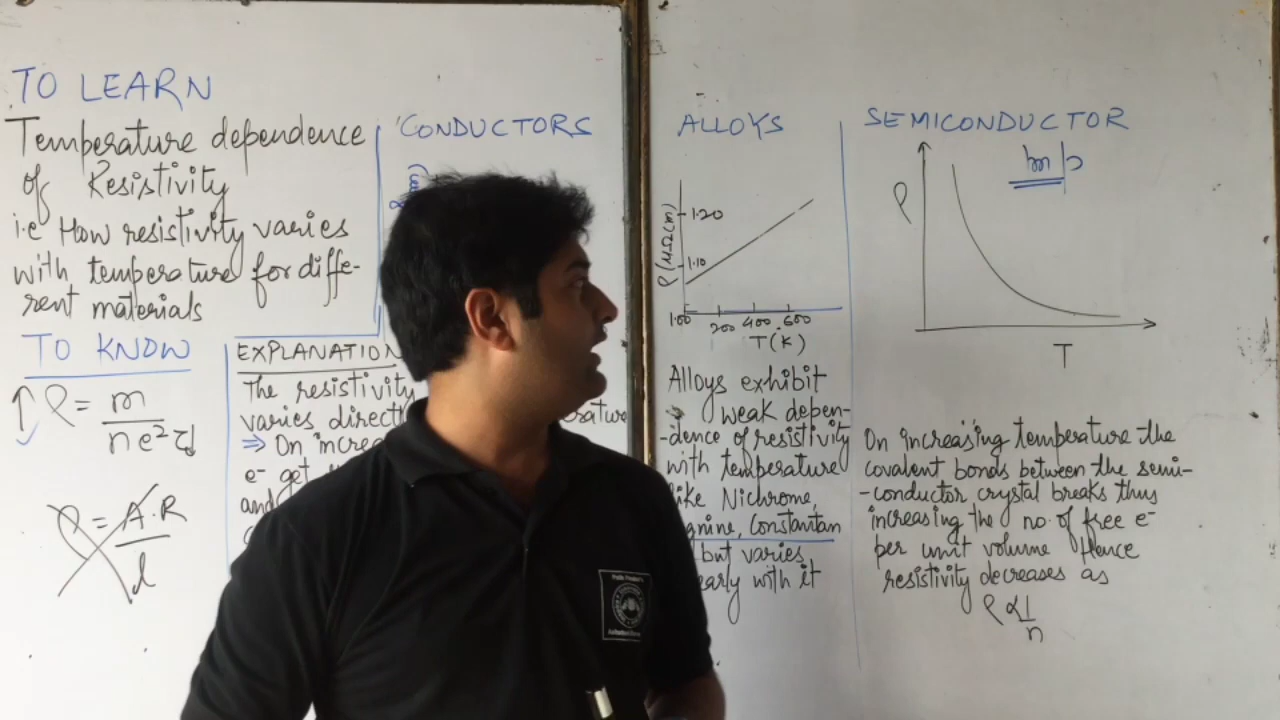 TO LEARN
Temperature dependence
of Resistivity
i.e How resistivity varies
with temperature for diffe-
rent materials
TO KNOW
↑ ρ = m
ne²τ↓
ρ = A.R
l
CONDUCTORS
EXPLANATION
The resistivity
varies
⇒ On
e⁻ get
and
ALLOYS
ρ (μΩcm)
1.20
1.10
1.00
200 400 600
T(K)
Alloys exhibit
weak depen-
-dence of resistivity
with temperature
like Nichrome,
Constantan
but varies
with it
SEMICONDUCTOR
ρ
T
On increasing temperature the
covalent bonds between the semi-
-conductor crystal breaks thus
increasing the no. of free e⁻
per unit volume Hence
resistivity decreases as
ρ ∝ 1
n